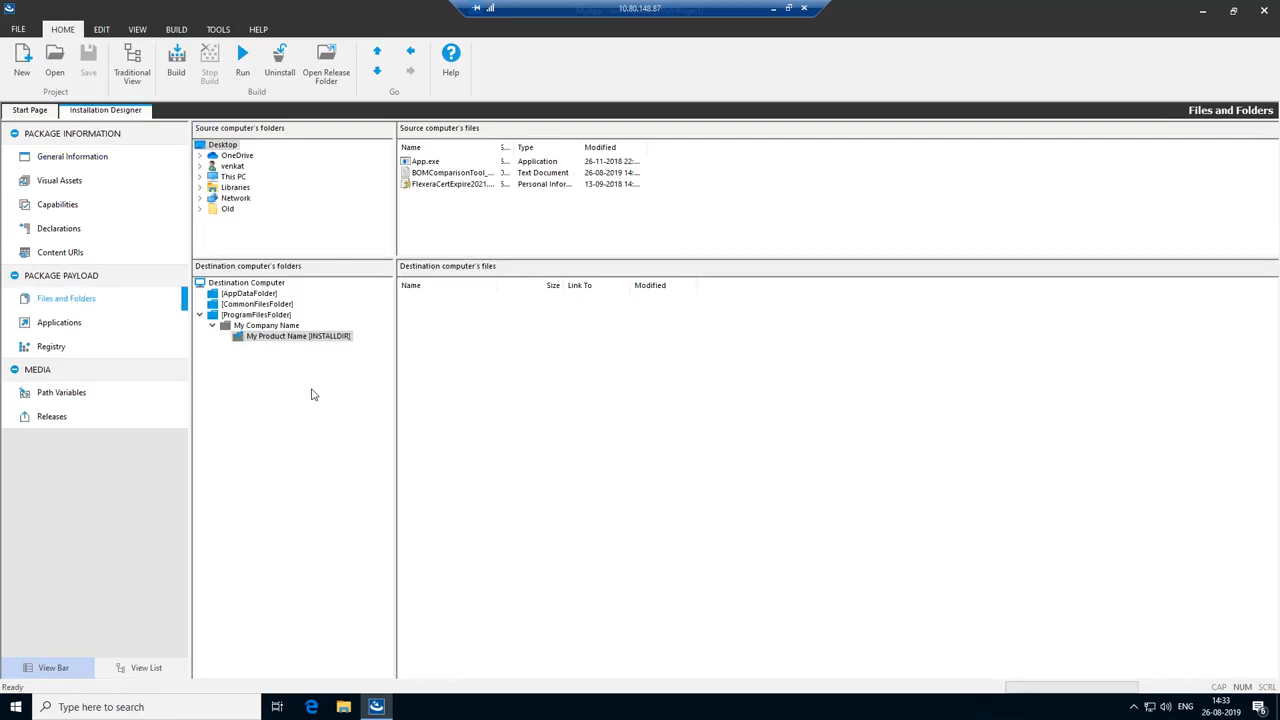 10.80.148.87
FILE HOME EDIT VIEW BUILD TOOLS HELP
New Open Save Traditional View Build Stop Build Run Uninstall Open Release Folder Help
Project Build Go
Start Page Installation Designer Files and Folders
PACKAGE INFORMATION
General Information
Visual Assets
Capabilities
Declarations
Content URIs
PACKAGE PAYLOAD
Files and Folders
Applications
Registry
MEDIA
Path Variables
Releases
View Bar View List
Source computer's folders
Desktop
OneDrive
venkat
This PC
Libraries
Network
Old
Source computer's files
Name S... Type Modified
App.exe S... Application 26-11-2018 22:...
BOMComparisonTool_... Text Document 26-08-2019 14:...
FlexeraCertExpire2021.... S... Personal Infor... 13-09-2018 14:...
Destination computer's folders
Destination Computer
[AppDataFolder]
[CommonFilesFolder]
[ProgramFilesFolder]
My Company Name
My Product Name [INSTALLDIR]
Destination computer's files
Name Size Link To Modified
Ready CAP NUM SCRL
Type here to search ENG 14:33
26-08-2019 6